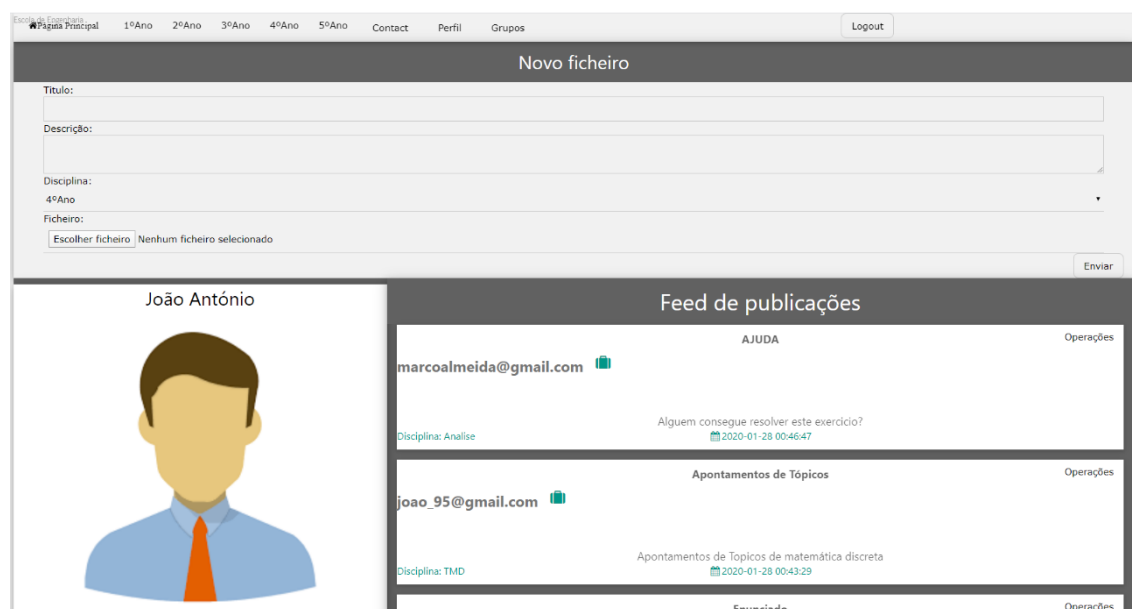 Escola de Engenharia
Página Principal 1ºAno 2ºAno 3ºAno 4ºAno 5ºAno Contact Perfil Grupos Logout
Novo ficheiro
Titulo:
Descrição:
Disciplina:
4ºAno
Ficheiro:
Escolher ficheiro Nenhum ficheiro selecionado
Enviar
João António
Feed de publicações
AJUDA Operações
marcoalmeida@gmail.com
Alguem consegue resolver este exercicio?
Disciplina: Analise 2020-01-28 00:46:47
Apontamentos de Tópicos Operações
joao_95@gmail.com
Apontamentos de Topicos de matemática discreta
Disciplina: TMD 2020-01-28 00:43:29
Enunciado Operações